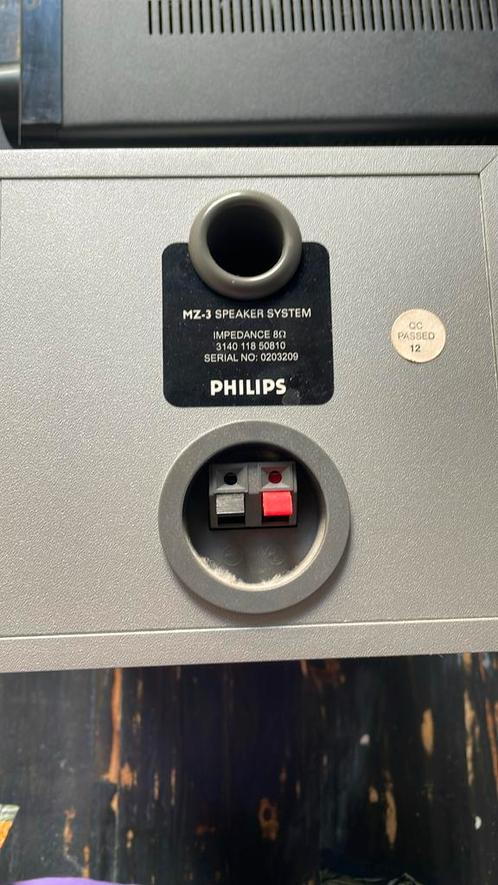 MZ-3 SPEAKER SYSTEM
IMPEDANCE 8Ω
3140 118 50810
SERIAL NO: 0203209
PHILIPS
QC
PASSED
12